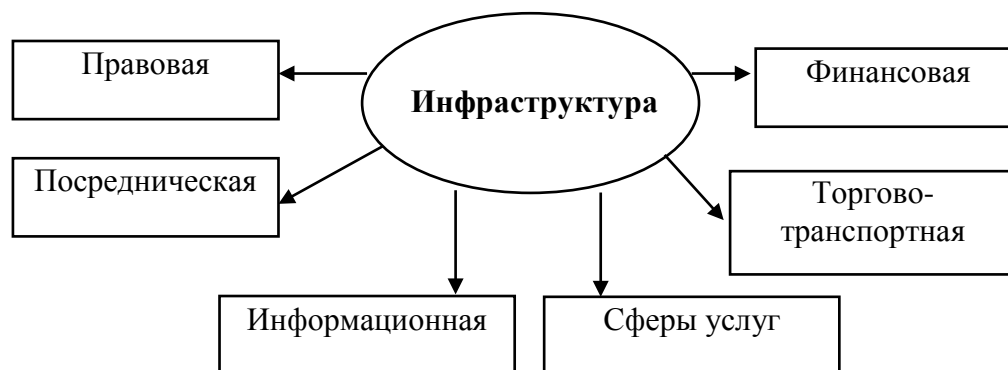 Правовая
Инфраструктура
Финансовая
Посредническая
Торгово-
транспортная
Информационная
Сферы услуг